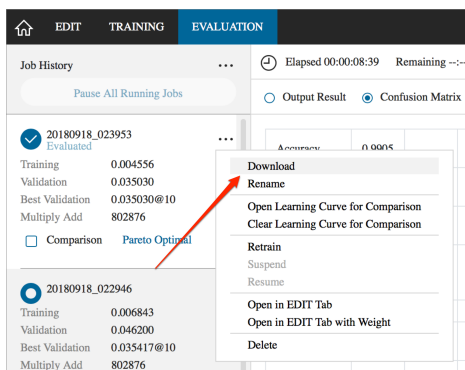 EDIT TRAINING EVALUATION
Job History ...
Elapsed 00:00:08:39 Remaining --:-
Pause All Running Jobs
Output Result Confusion Matrix
20180918_023953 ...
Evaluated
Accuracy 0.9905
Training 0.004556
Validation 0.035030
Best Validation 0.035030@10
Multiply Add 802876
Comparison Pareto Optimal
Download
Rename
Open Learning Curve for Comparison
Clear Learning Curve for Comparison
Retrain
Suspend
Resume
Open in EDIT Tab
Open in EDIT Tab with Weight
Delete
20180918_022946
Training 0.006843
Validation 0.046200
Best Validation 0.035417@10
Multiply Add 802876